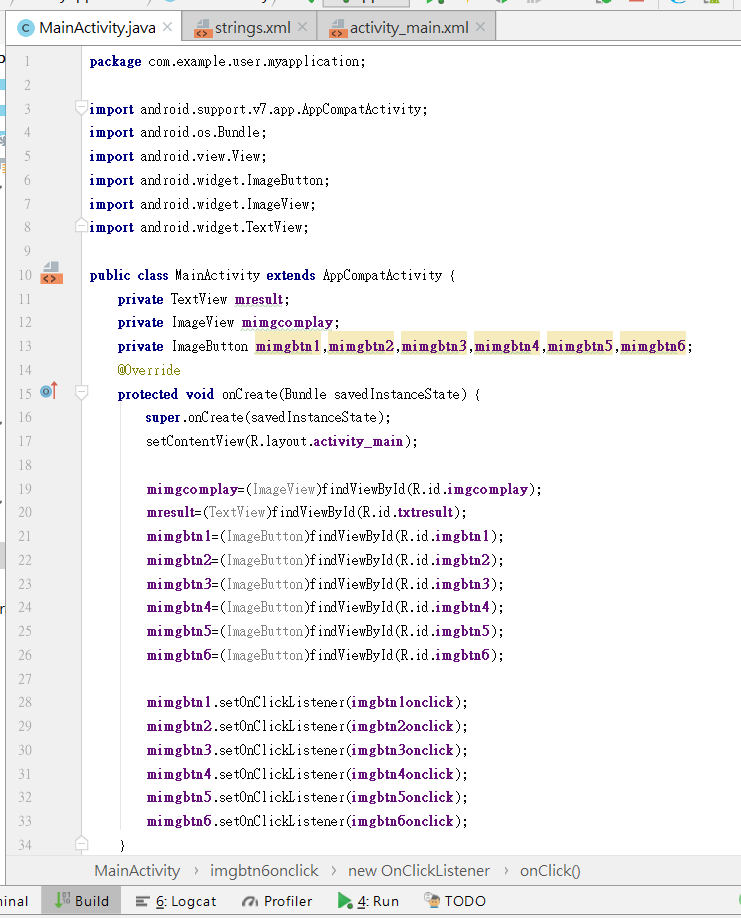 MainActivity.java
strings.xml
activity_main.xml
1 package com.example.user.myapplication;
2
3 import android.support.v7.app.AppCompatActivity;
4 import android.os.Bundle;
5 import android.view.View;
6 import android.widget.ImageButton;
7 import android.widget.ImageView;
8 import android.widget.TextView;
9
10 public class MainActivity extends AppCompatActivity {
11 private TextView mresult;
12 private ImageView mimgcomplay;
13 private ImageButton mimgbtn1,mimgbtn2,mimgbtn3,mimgbtn4,mimgbtn5,mimgbtn6;
14 @Override
15 protected void onCreate(Bundle savedInstanceState) {
16 super.onCreate(savedInstanceState);
17 setContentView(R.layout.activity_main);
18
19 mimgcomplay=(ImageView)findViewById(R.id.imgcomplay);
20 mresult=(TextView)findViewById(R.id.txtresult);
21 mimgbtn1=(ImageButton)findViewById(R.id.imgbtn1);
22 mimgbtn2=(ImageButton)findViewById(R.id.imgbtn2);
23 mimgbtn3=(ImageButton)findViewById(R.id.imgbtn3);
24 mimgbtn4=(ImageButton)findViewById(R.id.imgbtn4);
25 mimgbtn5=(ImageButton)findViewById(R.id.imgbtn5);
26 mimgbtn6=(ImageButton)findViewById(R.id.imgbtn6);
27
28 mimgbtn1.setOnClickListener(imgbtn1onclick);
29 mimgbtn2.setOnClickListener(imgbtn2onclick);
30 mimgbtn3.setOnClickListener(imgbtn3onclick);
31 mimgbtn4.setOnClickListener(imgbtn4onclick);
32 mimgbtn5.setOnClickListener(imgbtn5onclick);
33 mimgbtn6.setOnClickListener(imgbtn6onclick);
34 }
MainActivity › imgbtn6onclick › new OnClickListener › onClick()
inal Build 6: Logcat Profiler 4: Run TODO